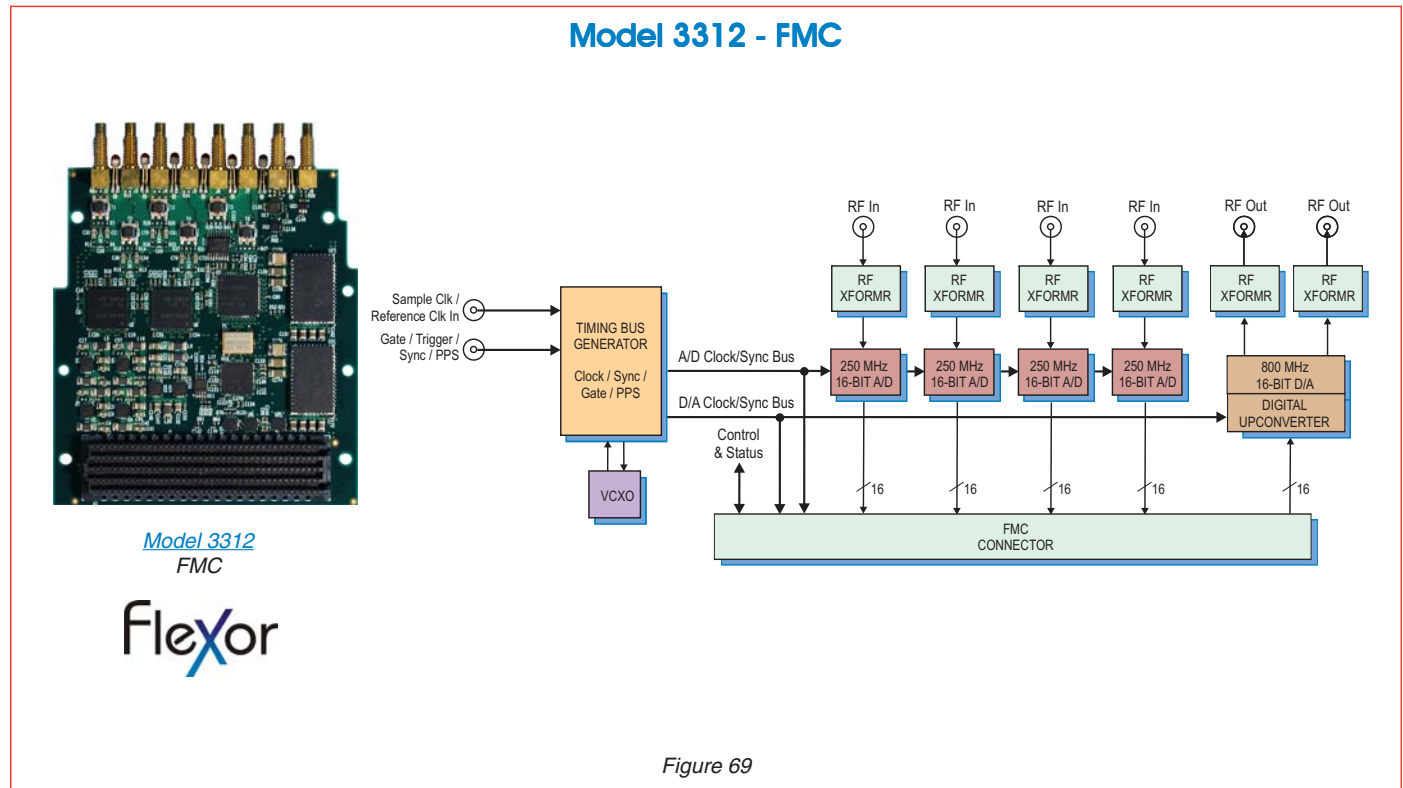 Model 3312 - FMC
Model 3312
FMC
Flexor
Sample Clk /
Reference Clk In
Gate / Trigger /
Sync / PPS
TIMING BUS
GENERATOR
Clock / Sync /
Gate / PPS
VCXO
A/D Clock/Sync Bus
D/A Clock/Sync Bus
Control
& Status
RF In
RF In
RF In
RF In
RF Out
RF Out
RF
XFORMR
RF
XFORMR
RF
XFORMR
RF
XFORMR
RF
XFORMR
RF
XFORMR
250 MHz
16-BIT A/D
250 MHz
16-BIT A/D
250 MHz
16-BIT A/D
250 MHz
16-BIT A/D
800 MHz
16-BIT D/A
DIGITAL
UPCONVERTER
16
16
16
16
16
FMC
CONNECTOR
Figure 69